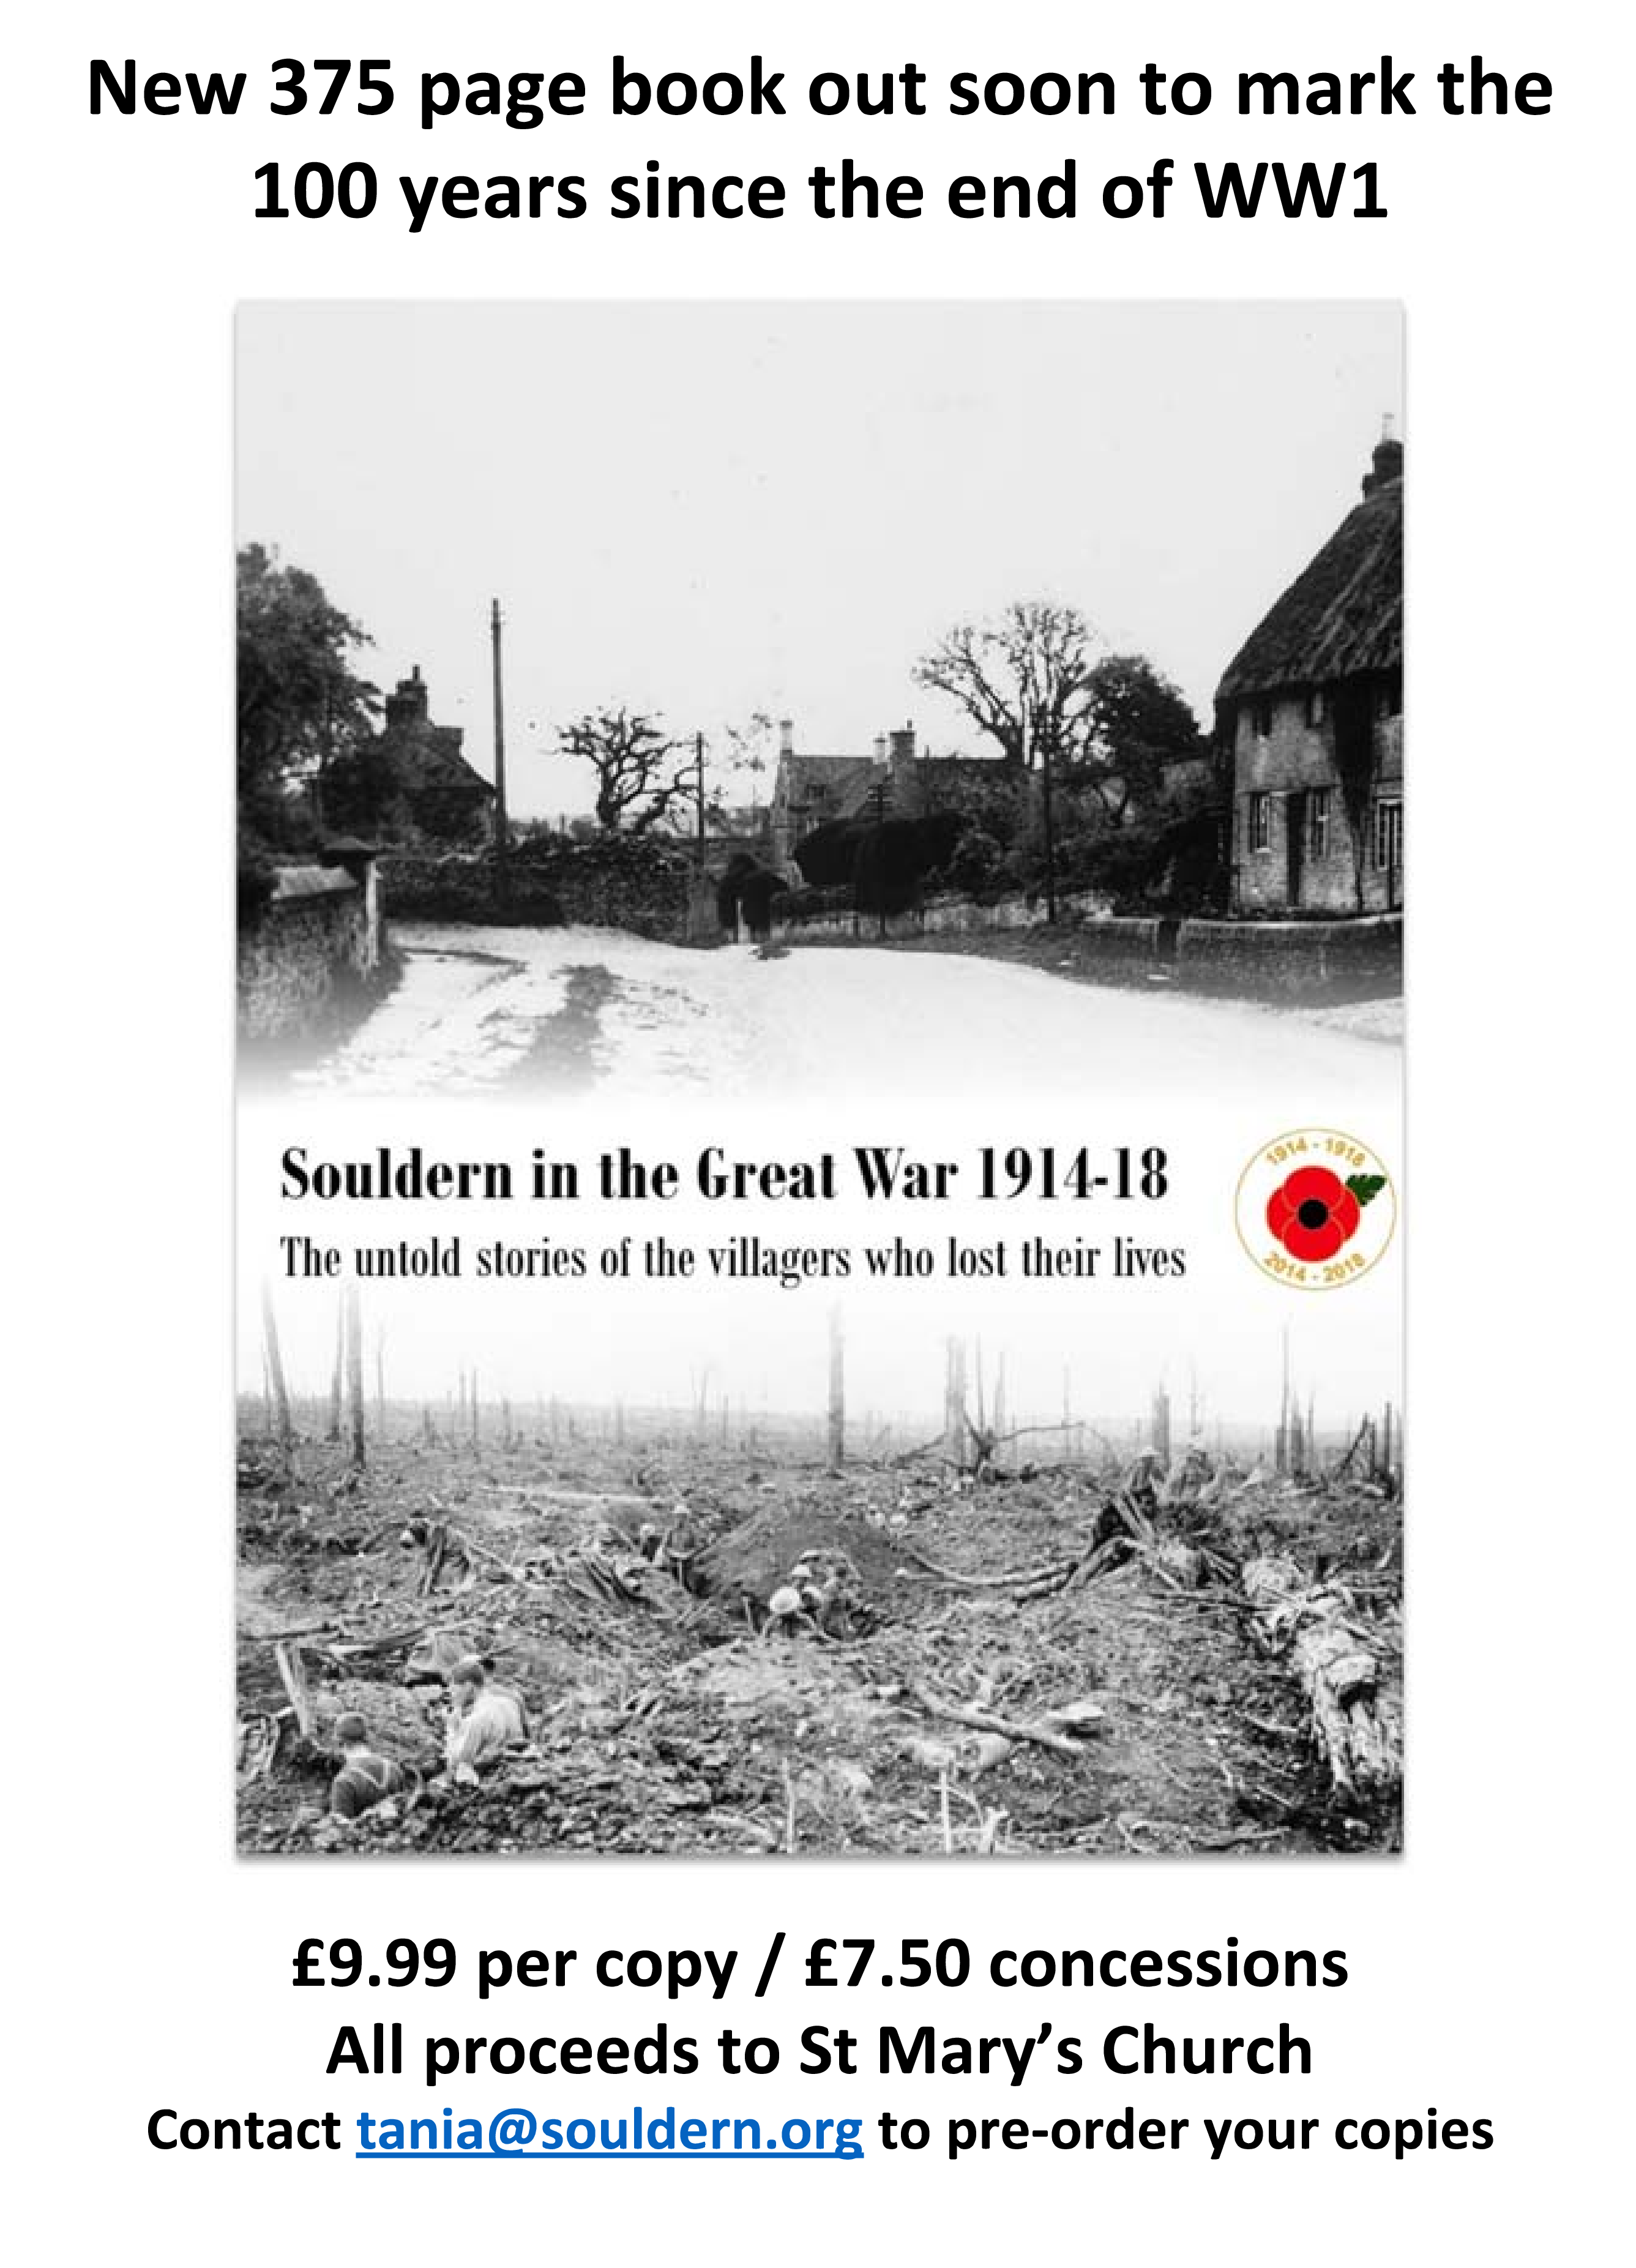 New 375 page book out soon to mark the
100 years since the end of WW1
Souldern in the Great War 1914-18
The untold stories of the villagers who lost their lives
1914 - 1918
2014 - 2018
£9.99 per copy / £7.50 concessions
All proceeds to St Mary’s Church
Contact tania@souldern.org to pre-order your copies